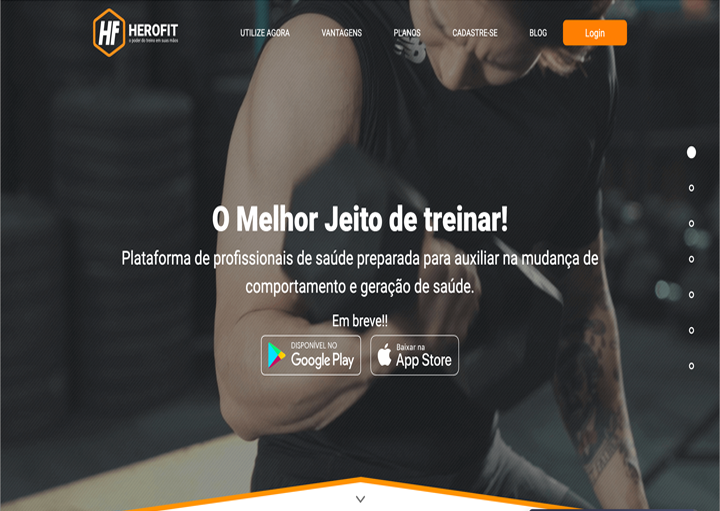 HF HEROFIT
o poder do treino em suas mãos
UTILIZE AGORA VANTAGENS PLANOS CADASTRE-SE BLOG Login
O Melhor Jeito de treinar!
Plataforma de profissionais de saúde preparada para auxiliar na mudança de
comportamento e geração de saúde.
Em breve!!
DISPONÍVEL NO
Google Play
Baixar na
App Store